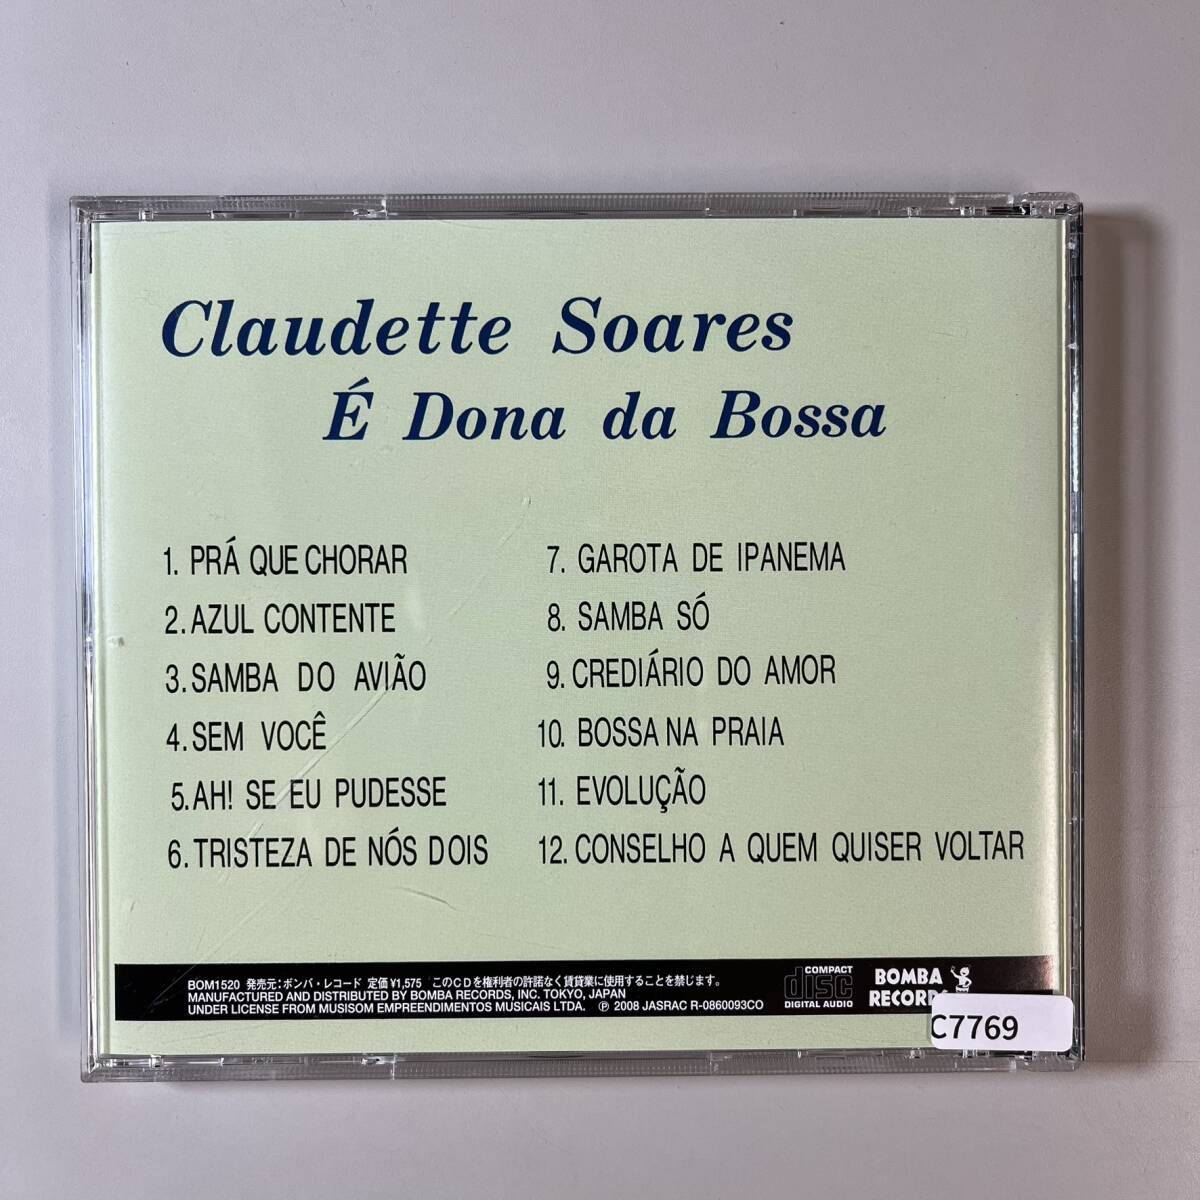 Claudette Soares
É Dona da Bossa
1. PRÁ QUE CHORAR
2. AZUL CONTENTE
3. SAMBA DO AVIÃO
4. SEM VOCÊ
5. AH! SE EU PUDESSE
6. TRISTEZA DE NÓS DOIS
7. GAROTA DE IPANEMA
8. SAMBA SÓ
9. CREDIÁRIO DO AMOR
10. BOSSA NA PRAIA
11. EVOLUÇÃO
12. CONSELHO A QUEM QUISER VOLTAR
BOM1520 発売元:ボンバ・レコード 定価¥1,575 このCDを権利者の許諾なく賃貸業に使用することを禁じます。
MANUFACTURED AND DISTRIBUTED BY BOMBA RECORDS, INC. TOKYO, JAPAN
UNDER LICENSE FROM MUSISOM EMPREENDIMENTOS MUSICAIS LTDA. ℗ 2008 JASRAC R-0860093CO
COMPACT
disc
DIGITAL AUDIO
BOMBA
RECORDS
C7769